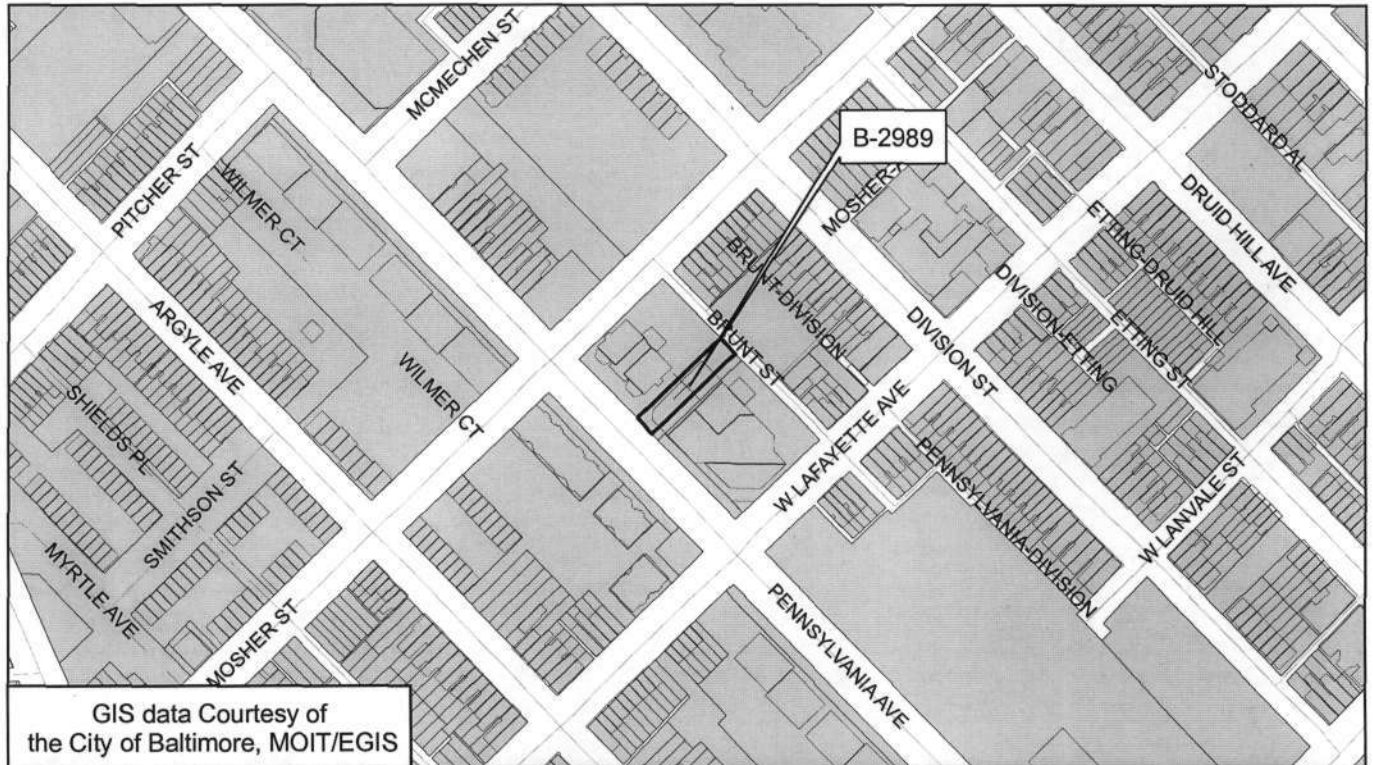 MCMECHEN ST
STODDARD AL
B-2989
PITCHER ST
WILMER CT
MOSHER-
DRUID HILL AVE
ETTING-DRUID HILL
BRUNT-DIVISION
DIVISION-ETTING
ARGYLE AVE
BRUNT ST
DIVISION ST
ETTING ST
WILMER CT
SHIELDS PL
W LAFAYETTE AVE
PENNSYLVANIA-DIVISION
W LANVALE ST
SMITHSON ST
MYRTLE AVE
MOSHER ST
PENNSYLVANIA AVE
GIS data Courtesy of
the City of Baltimore, MOIT/EGIS